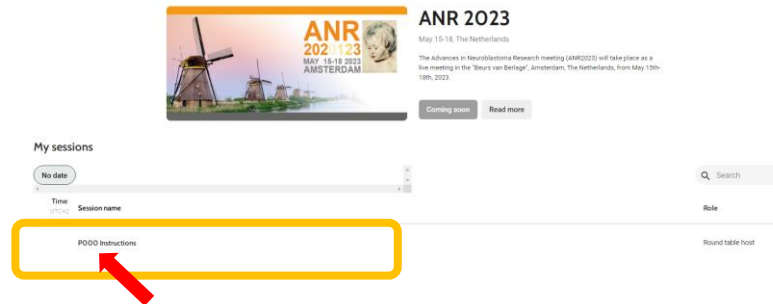 ANR
2020123
MAY 15-18 2023
AMSTERDAM
ANR 2023
May 15-18, The Netherlands
The Advances in Neuroblastoma Research meeting (ANR2023) will take place as a
live meeting in the "Beurs van Berlage", Amsterdam, The Netherlands, from May 15th-
18th, 2023.
Coming soon Read more
My sessions
No date
Search
Time
UTC+2 Session name Role
P000 Instructions Round table host